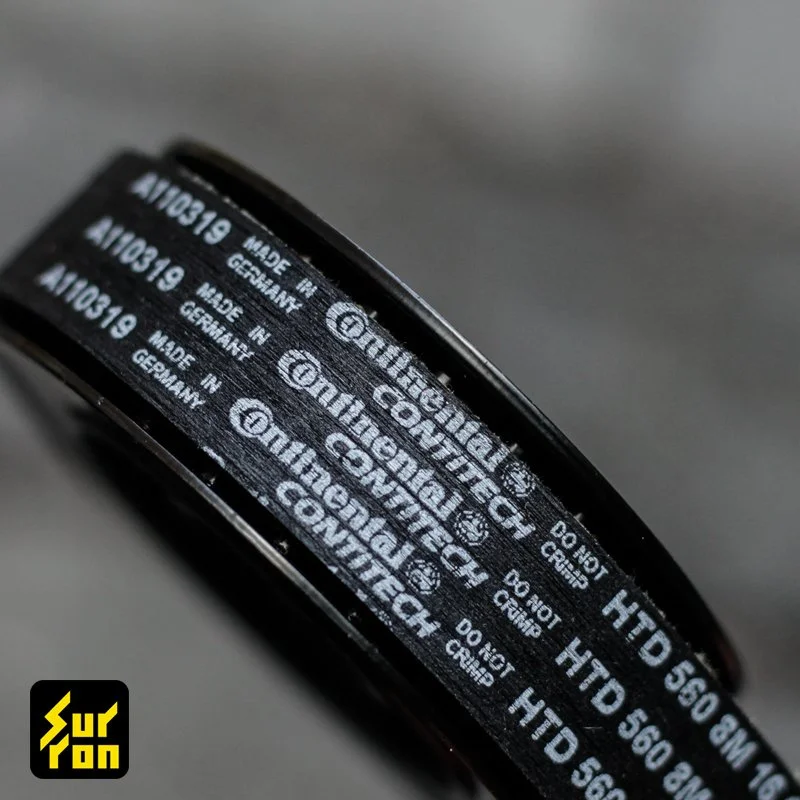 A110319 MADE IN GERMANY Continental CONTITECH DO NOT CRIMP HTD 560 8M 16
A110319 MADE IN GERMANY Continental CONTITECH DO NOT CRIMP HTD 560 8M
A110319 MADE IN GERMANY Continental CONTITECH DO NOT CRIMP HTD 560
Sur
ron